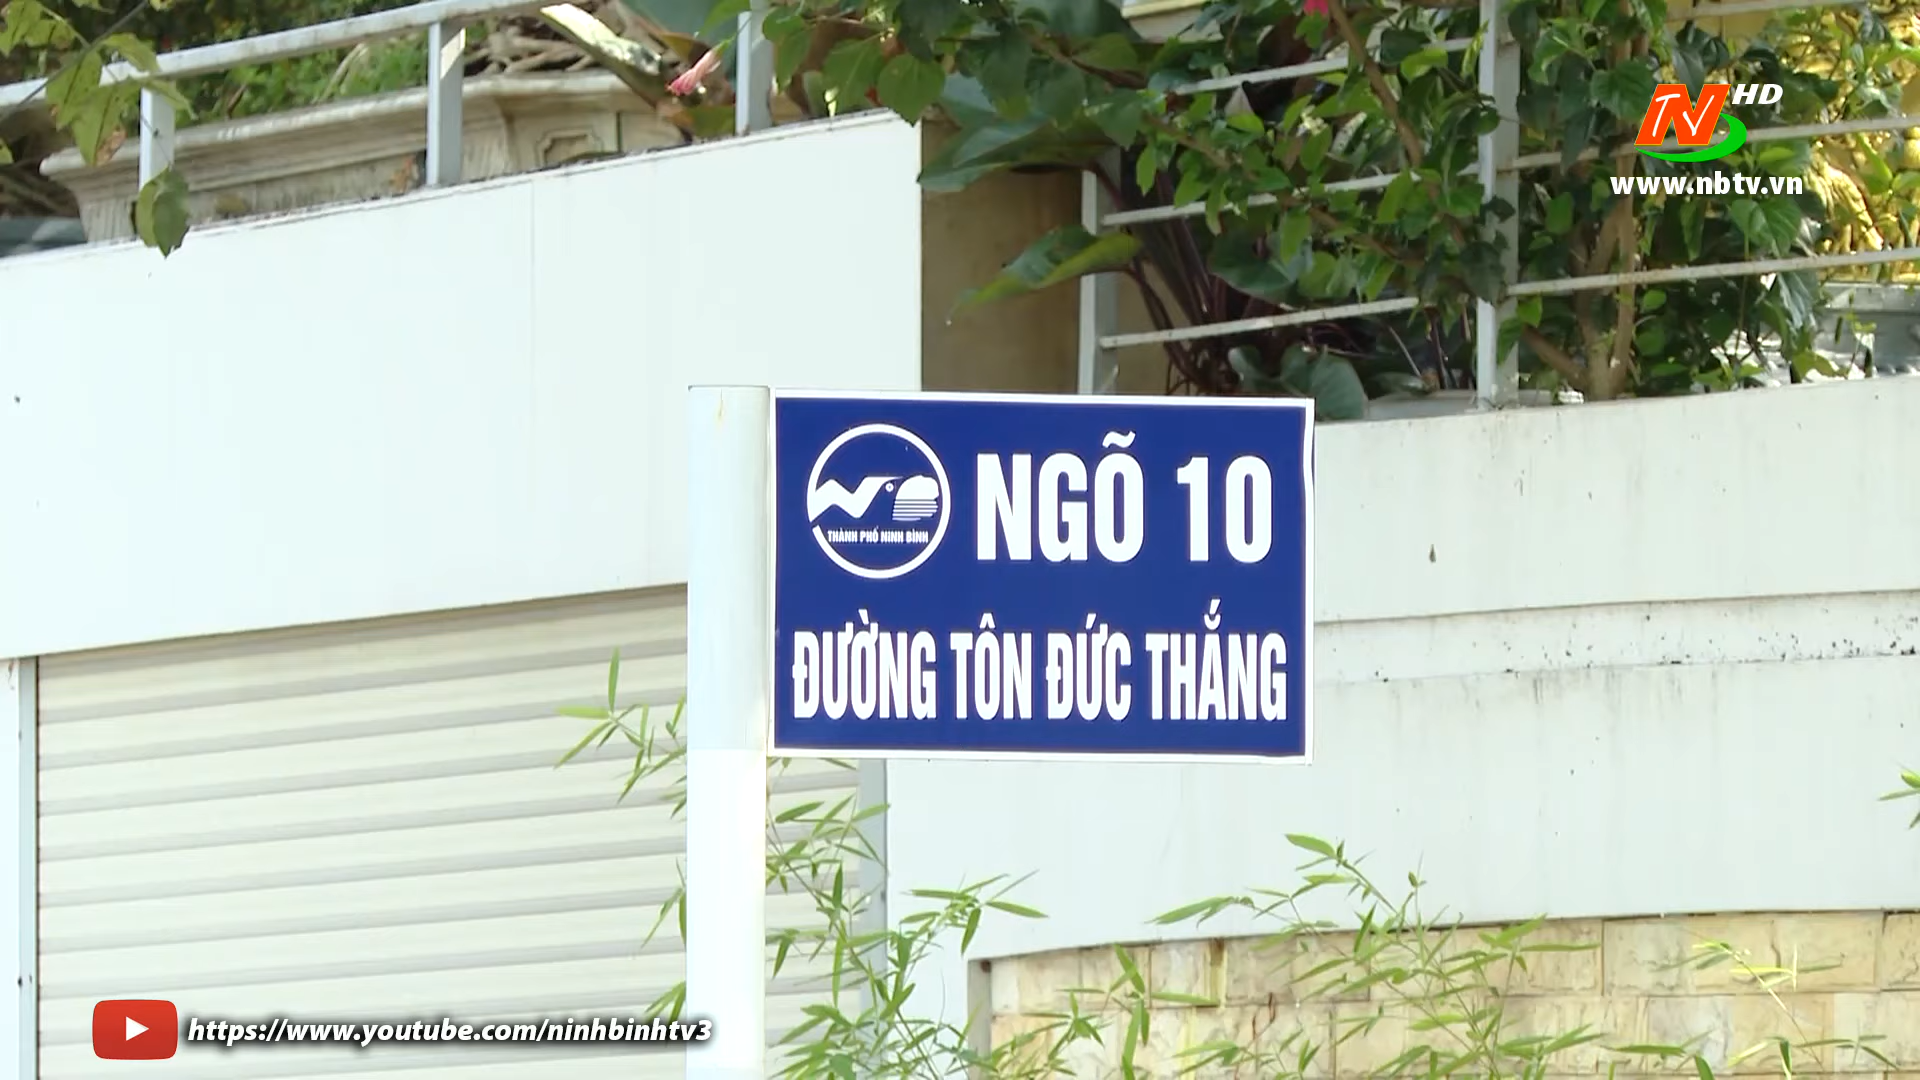 NTV HD
www.nbtv.vn
NGÕ 10
THÀNH PHỐ NINH BÌNH
ĐƯỜNG TÔN ĐỨC THẮNG
https://www.youtube.com/ninhbinhtv3